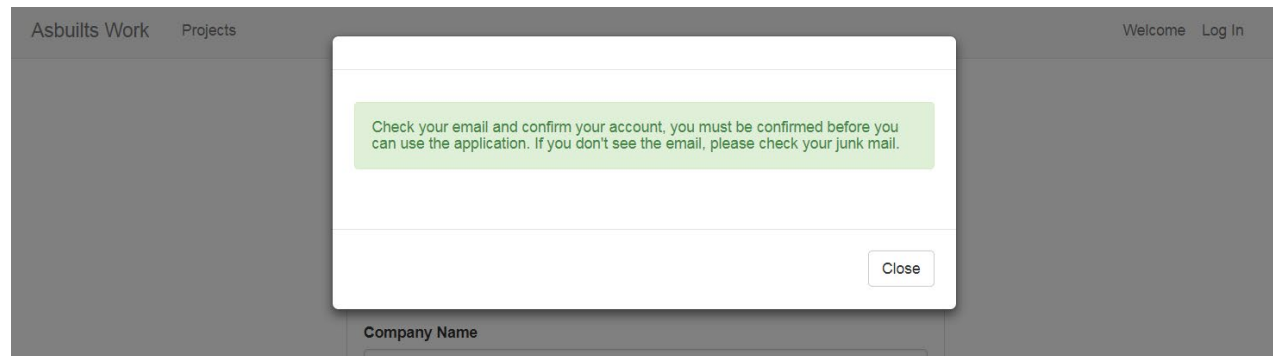 Asbuilts Work Projects Welcome Log In
Check your email and confirm your account, you must be confirmed before you
can use the application. If you don't see the email, please check your junk mail.
Close
Company Name